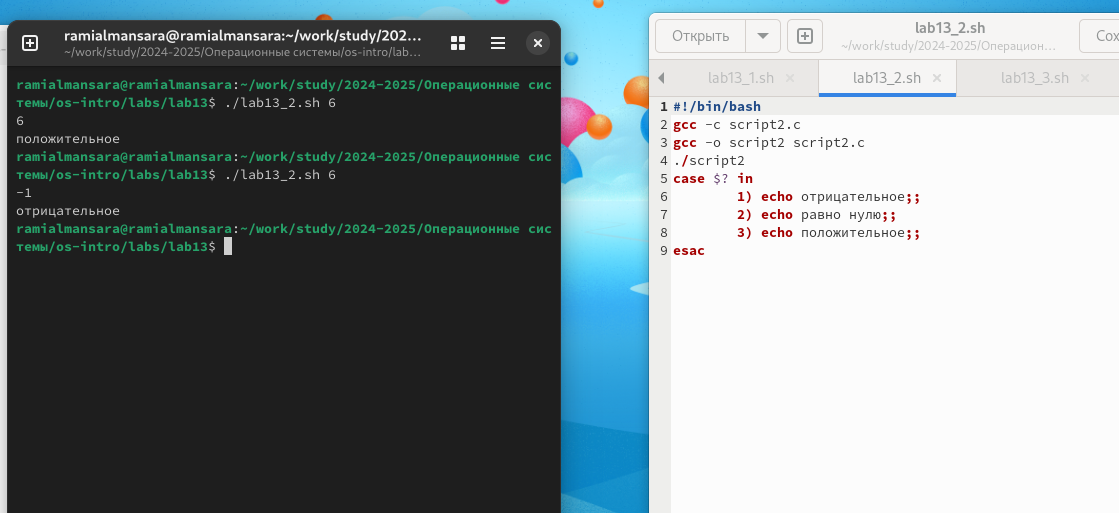 ramialmansara@ramialmansara:~/work/study/202...
~/work/study/2024-2025/Операционные системы/os-intro/lab...
ramialmansara@ramialmansara:~/work/study/2024-2025/Операционные сис
темы/os-intro/labs/lab13$ ./lab13_2.sh 6
6
положительное
ramialmansara@ramialmansara:~/work/study/2024-2025/Операционные сис
темы/os-intro/labs/lab13$ ./lab13_2.sh 6
-1
отрицательное
ramialmansara@ramialmansara:~/work/study/2024-2025/Операционные сис
темы/os-intro/labs/lab13$
Открыть
lab13_2.sh
~/work/study/2024-2025/Операцион...
Сох
lab13_1.sh
lab13_2.sh
lab13_3.sh
1 #!/bin/bash
2 gcc -c script2.c
3 gcc -o script2 script2.c
4 ./script2
5 case $? in
6 1) echo отрицательное;;
7 2) echo равно нулю;;
8 3) echo положительное;;
9 esac